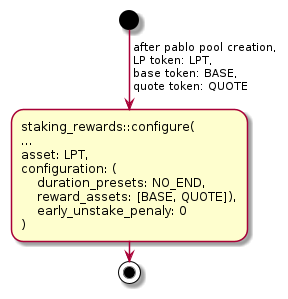 after pablo pool creation,
LP token: LPT,
base token: BASE,
quote token: QUOTE
staking_rewards::configure(
...
asset: LPT,
configuration: (
duration_presets: NO_END,
reward_assets: [BASE, QUOTE]),
early_unstake_penaly: 0
)